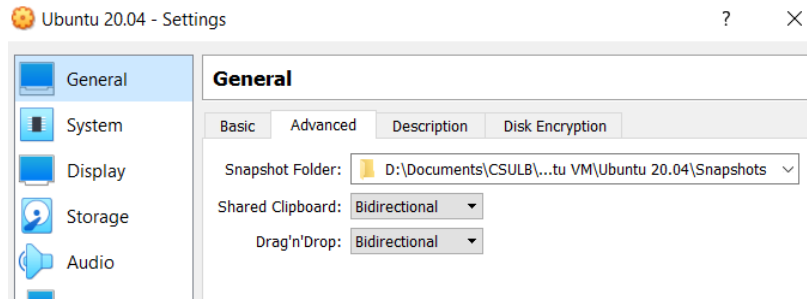 Ubuntu 20.04 - Settings ? ×
General
System
Display
Storage
Audio
General
Basic Advanced Description Disk Encryption
Snapshot Folder: D:\Documents\CSULB\...tu VM\Ubuntu 20.04\Snapshots
Shared Clipboard: Bidirectional
Drag'n'Drop: Bidirectional